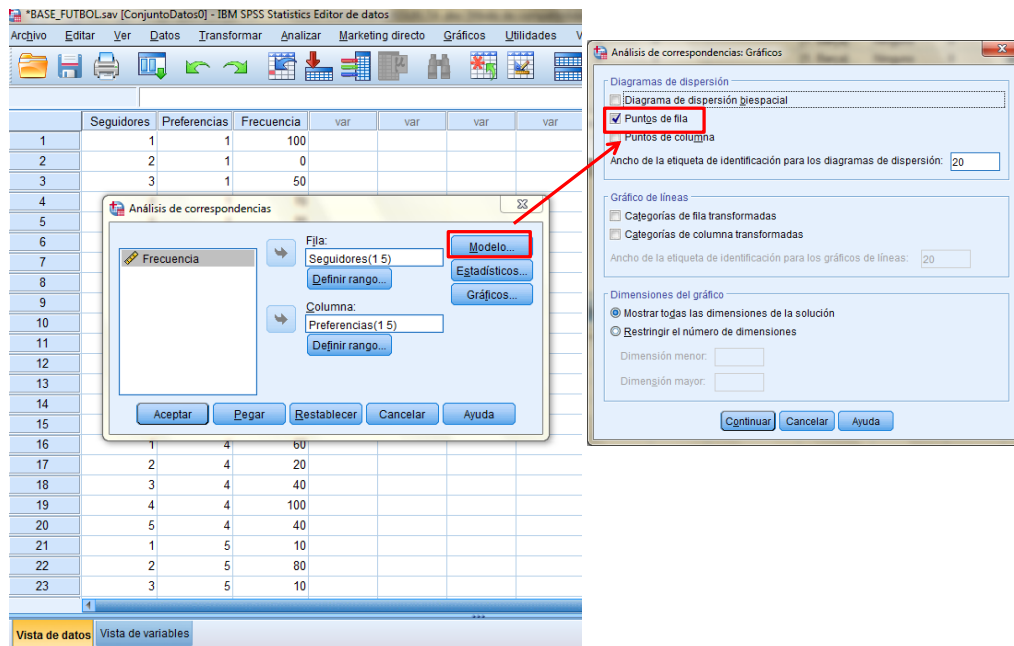 *BASE_FUTBOL.sav [ConjuntoDatos0] - IBM SPSS Statistics Editor de datos
Archivo Editar Ver Datos Transformar Analizar Marketing directo Gráficos Utilidades V
Seguidores Preferencias Frecuencia var var var var
1 1 1 100
2 2 1 0
3 3 1 50
4
5
6
7
8
9
10
11
12
13
14
15
16 1 4 60
17 2 4 20
18 3 4 40
19 4 4 100
20 5 4 40
21 1 5 10
22 2 5 80
23 3 5 10
Vista de datos Vista de variables
Análisis de correspondencias
Frecuencia
Fila:
Seguidores(1 5)
Definir rango...
Columna:
Preferencias(1 5)
Definir rango...
Modelo...
Estadísticos...
Gráficos...
Aceptar Pegar Restablecer Cancelar Ayuda
Análisis de correspondencias: Gráficos
Diagramas de dispersión
Diagrama de dispersión biespacial
Puntos de fila
Puntos de columna
Ancho de la etiqueta de identificación para los diagramas de dispersión: 20
Gráfico de líneas
Categorías de fila transformadas
Categorías de columna transformadas
Ancho de la etiqueta de identificación para los gráficos de líneas: 20
Dimensiones del gráfico
Mostrar todas las dimensiones de la solución
Restringir el número de dimensiones
Dimensión menor:
Dimensión mayor:
Continuar Cancelar Ayuda